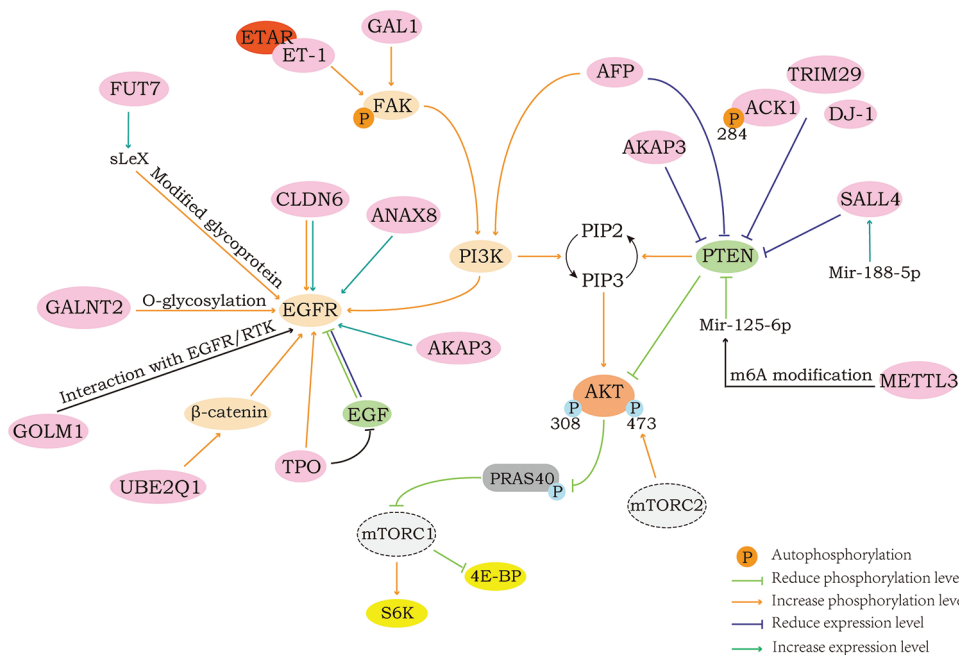 GAL1
ETAR
ET-1
AFP
TRIM29
FUT7
FAK
P
ACK1
P
DJ-1
284
AKAP3
sLeX
Modified glycoprotein
CLDN6
ANAX8
SALL4
PIP2
PI3K
PTEN
PIP3
Mir-188-5p
GALNT2
O-glycosylation
EGFR
Mir-125-6p
Interaction with EGFR/RTK
AKAP3
m6A modification
METTL3
AKT
P
P
308
473
β-catenin
EGF
GOLM1
TPO
UBE2Q1
PRAS40
P
mTORC2
mTORC1
4E-BP
S6K
P Autophosphorylation
Reduce phosphorylation leve
Increase phosphorylation leve
Reduce expression level
Increase expression level